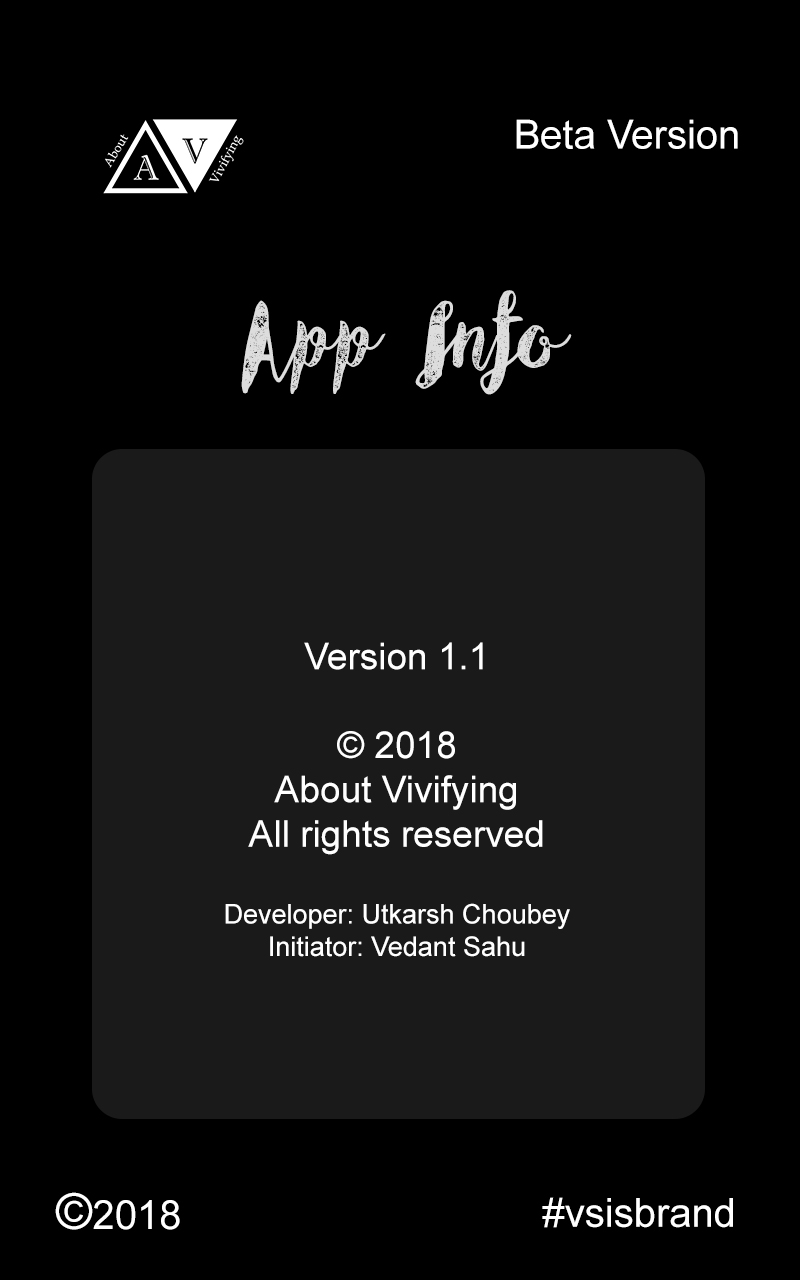 About
A
V
Vivifying
Beta Version
App Info
Version 1.1
© 2018
About Vivifying
All rights reserved
Developer: Utkarsh Choubey
Initiator: Vedant Sahu
©2018
#vsisbrand